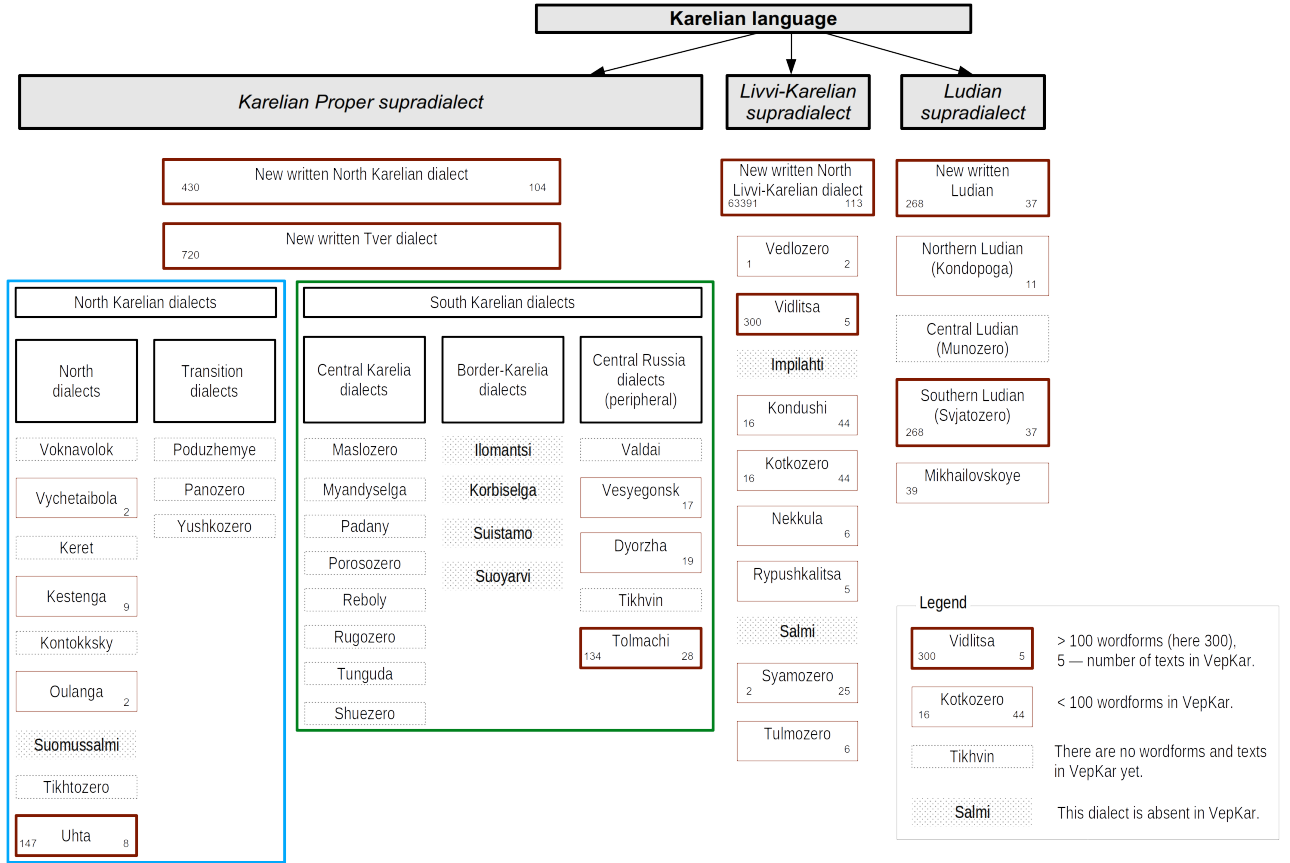 Karelian language
Karelian Proper supradialect
Livvi-Karelian
supradialect
Ludian
supradialect
New written North Karelian dialect
430 104
New written Tver dialect
720
North Karelian dialects
North
dialects
Transition
dialects
Voknavolok
Vychetaibola
2
Keret
Kestenga
9
Kontokksky
Oulanga
2
Suomussalmi
Tikhtozero
Uhta
147 8
Poduzhemye
Panozero
Yushkozero
South Karelian dialects
Central Karelia
dialects
Border-Karelia
dialects
Central Russia
dialects
(peripheral)
Maslozero
Myandyselga
Padany
Porosozero
Reboly
Rugozero
Tunguda
Shuezero
Ilomantsi
Korbiselga
Suistamo
Suoyarvi
Valdai
Vesyegonsk
17
Dyorzha
19
Tikhvin
Tolmachi
134 28
New written North
Livvi-Karelian dialect
63391 113
Vedlozero
1 2
Vidlitsa
300 5
Impilahti
Kondushi
16 44
Kotkozero
16 44
Nekkula
6
Rypushkalitsa
5
Salmi
Syamozero
2 25
Tulmozero
6
New written
Ludian
268 37
Northern Ludian
(Kondopoga)
11
Central Ludian
(Munozero)
Southern Ludian
(Svjatozero)
268 37
Mikhailovskoye
39
Legend
Vidlitsa
300 5
> 100 wordforms (here 300),
5 — number of texts in VepKar.
Kotkozero
16 44
< 100 wordforms in VepKar.
Tikhvin
There are no wordforms and texts
in VepKar yet.
Salmi
This dialect is absent in VepKar.